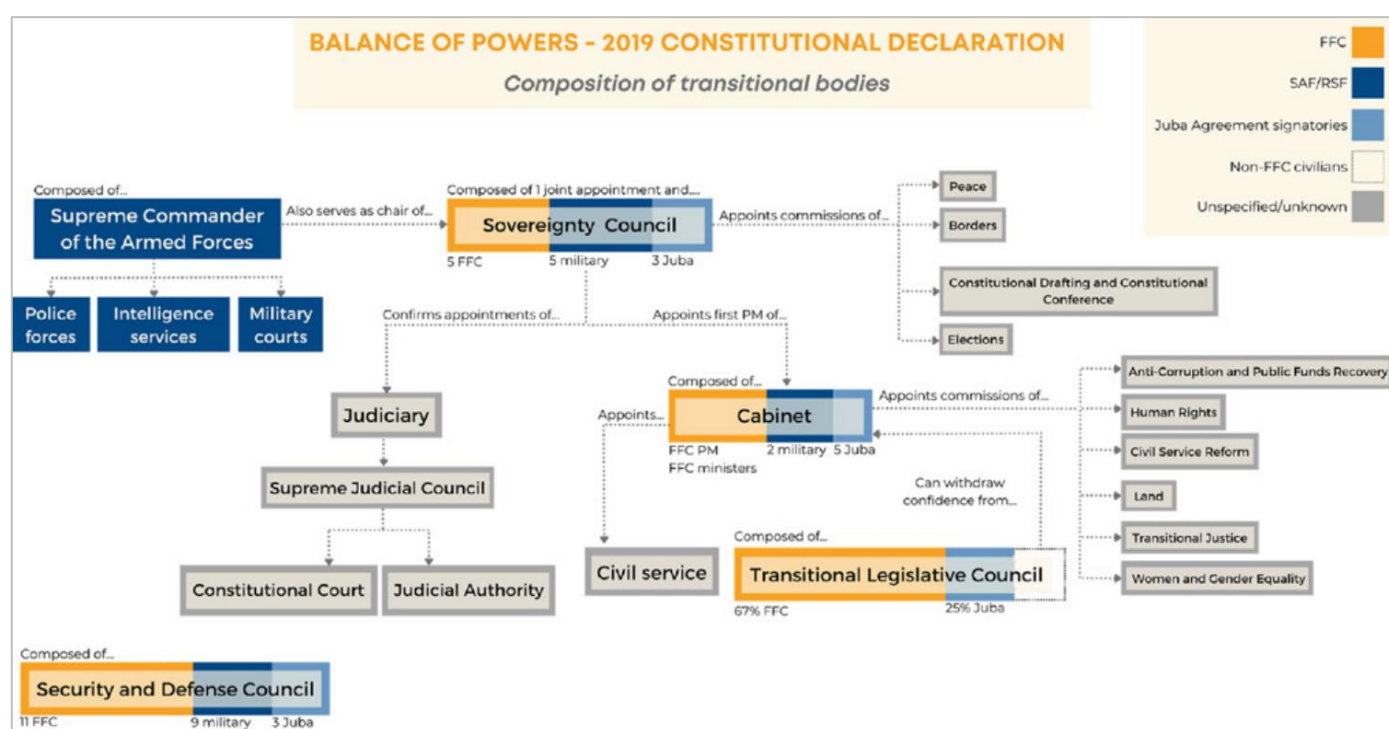 BALANCE OF POWERS - 2019 CONSTITUTIONAL DECLARATION
Composition of transitional bodies
FFC
SAF/RSF
Juba Agreement signatories
Non-FFC civilians
Unspecified/unknown
Composed of...
Supreme Commander
of the Armed Forces
Also serves as chair of...
Police
forces
Intelligence
services
Military
courts
Composed of 1 joint appointment and....
Sovereignty Council
5 FFC
5 military
3 Juba
Appoints commissions of...
Peace
Borders
Constitutional Drafting and Constitutional
Conference
Elections
Confirms appointments of...
Appoints first PM of...
Judiciary
Supreme Judicial Council
Constitutional Court
Judicial Authority
Composed of...
Cabinet
FFC PM
FFC ministers
2 military
5 Juba
Appoints...
Civil service
Appoints commissions of...
Anti-Corruption and Public Funds Recovery
Human Rights
Civil Service Reform
Land
Transitional Justice
Women and Gender Equality
Can withdraw
confidence from...
Composed of...
Transitional Legislative Council
67% FFC
25% Juba
Composed of...
Security and Defense Council
11 FFC
9 military
3 Juba